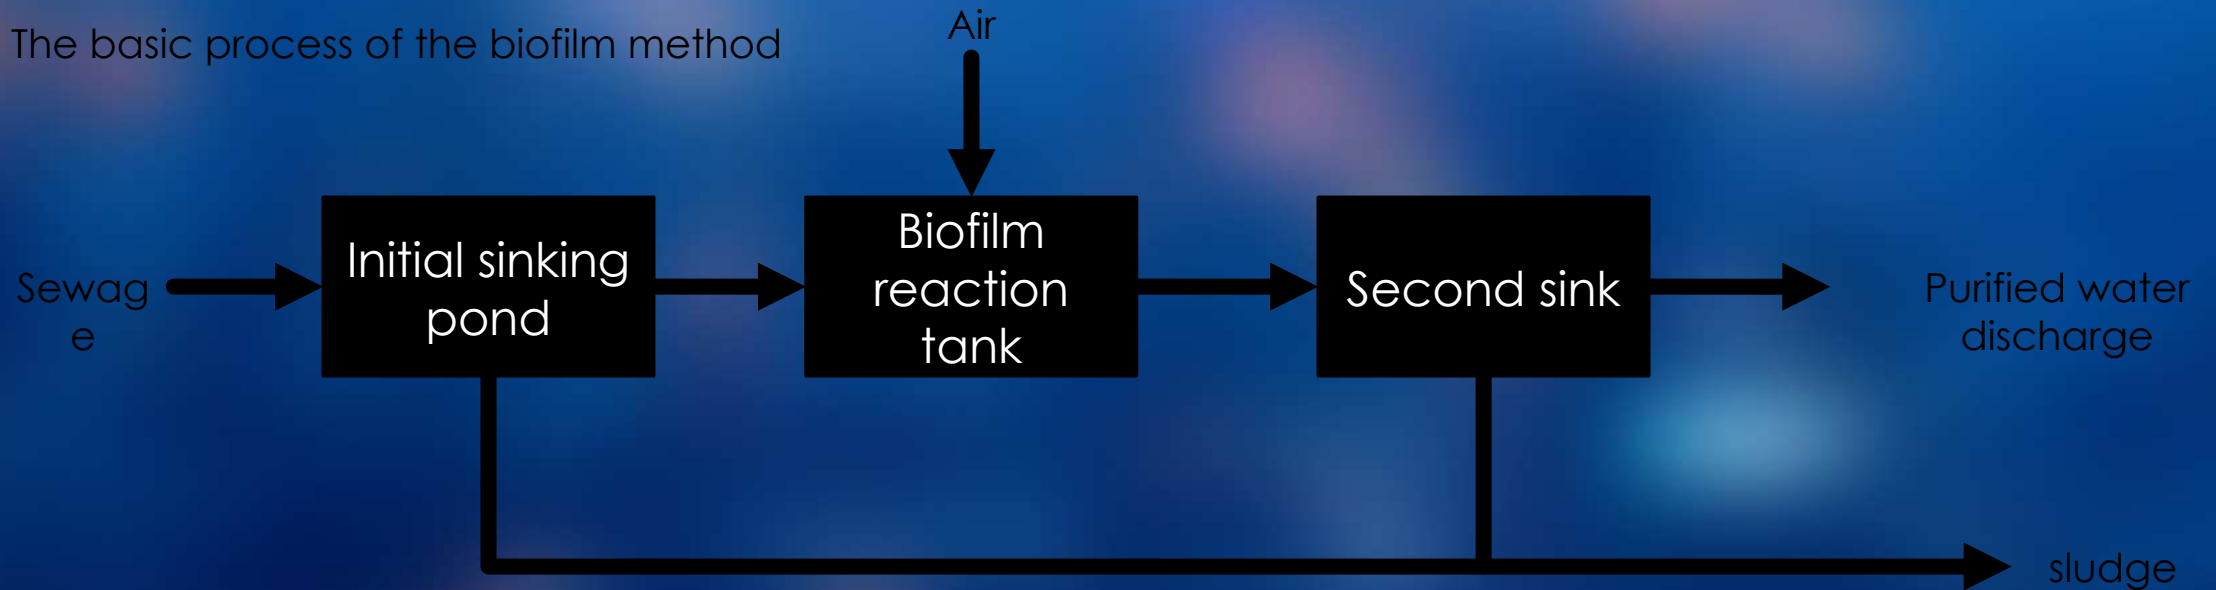 The basic process of the biofilm method
Air
Sewag
e
Initial sinking
pond
Biofilm
reaction
tank
Second sink
Purified water
discharge
sludge